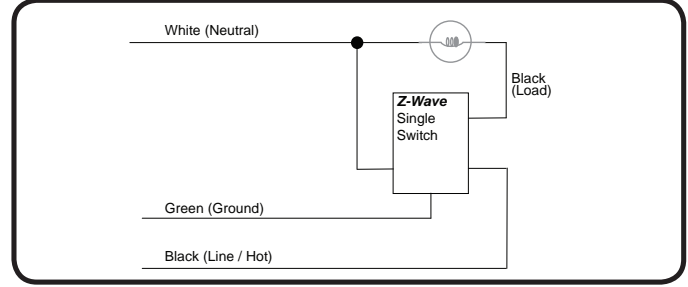 White (Neutral)
Black
(Load)
Z-Wave
Single
Switch
Green (Ground)
Black (Line / Hot)